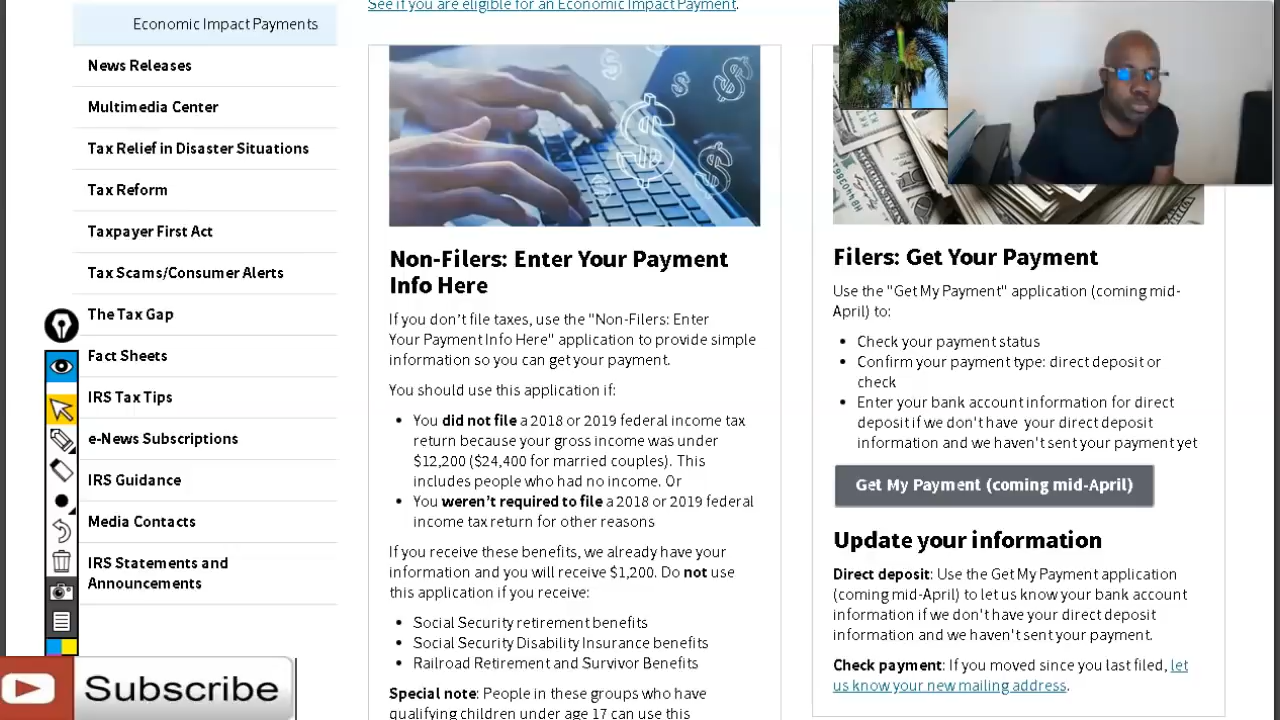 See if you are eligible for an Economic Impact Payment.
Economic Impact Payments
News Releases
Multimedia Center
Tax Relief in Disaster Situations
Tax Reform
Taxpayer First Act
Tax Scams/Consumer Alerts
The Tax Gap
Fact Sheets
IRS Tax Tips
e-News Subscriptions
IRS Guidance
Media Contacts
IRS Statements and
Announcements
Subscribe
Non-Filers: Enter Your Payment
Info Here
If you don't file taxes, use the "Non-Filers: Enter
Your Payment Info Here" application to provide simple
information so you can get your payment.
You should use this application if:
• You did not file a 2018 or 2019 federal income tax
return because your gross income was under
$12,200 ($24,400 for married couples). This
includes people who had no income. Or
• You weren't required to file a 2018 or 2019 federal
income tax return for other reasons
If you receive these benefits, we already have your
information and you will receive $1,200. Do not use
this application if you receive:
• Social Security retirement benefits
• Social Security Disability Insurance benefits
• Railroad Retirement and Survivor Benefits
Special note: People in these groups who have
qualifying children under age 17 can use this
Filers: Get Your Payment
Use the "Get My Payment" application (coming mid-
April) to:
• Check your payment status
• Confirm your payment type: direct deposit or
check
• Enter your bank account information for direct
deposit if we don't have your direct deposit
information and we haven't sent your payment yet
Get My Payment (coming mid-April)
Update your information
Direct deposit: Use the Get My Payment application
(coming mid-April) to let us know your bank account
information if we don't have your direct deposit
information and we haven't sent your payment.
Check payment: If you moved since you last filed, let
us know your new mailing address.